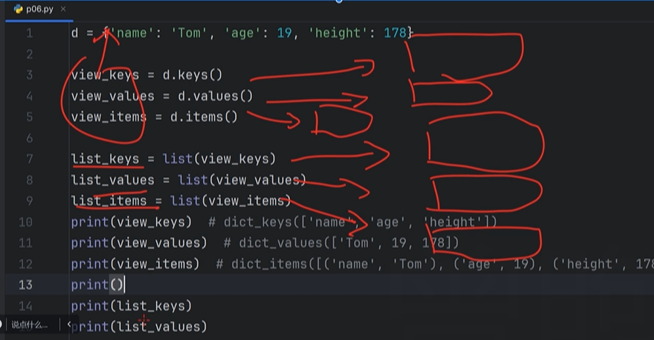 p06.py
1 d = {'name': 'Tom', 'age': 19, 'height': 178}
2
3 view_keys = d.keys()
4 view_values = d.values()
5 view_items = d.items()
6
7 list_keys = list(view_keys)
8 list_values = list(view_values)
9 list_items = list(view_items)
10 print(view_keys)  # dict_keys(['name', 'age', 'height'])
11 print(view_values)  # dict_values(['Tom', 19, 178])
12 print(view_items)  # dict_items([('name', 'Tom'), ('age', 19), ('height', 178
13 print()
14 print(list_keys)
说点什么...
print(list_values)